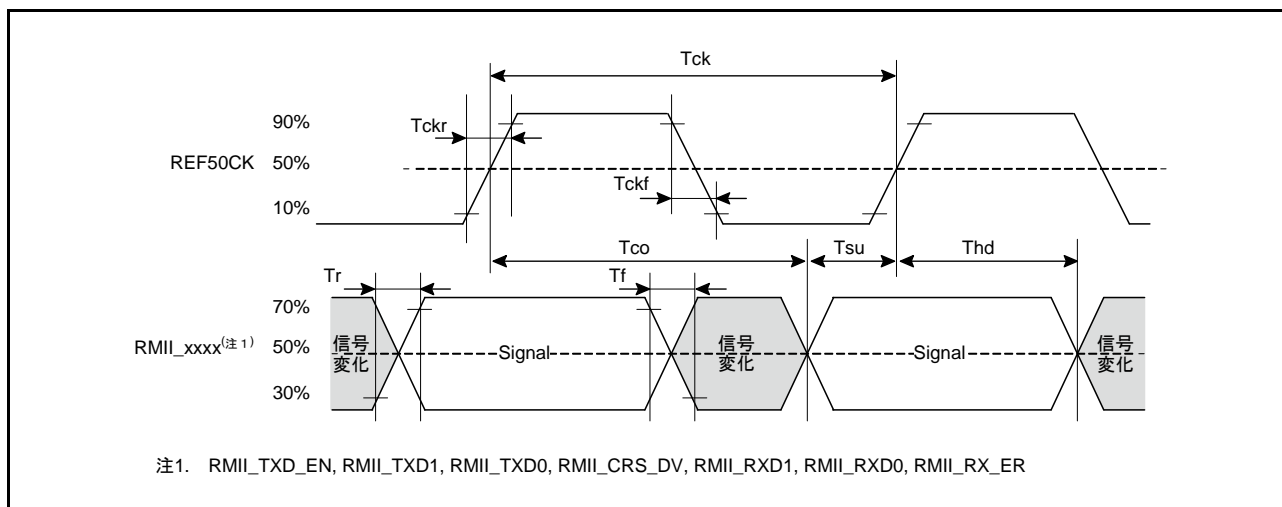 Tck
90%
Tckr
REF50CK 50%
Tckf
10%
Tco Tsu Thd
Tr Tf
70%
RMII_xxxx(注1) 50% 信号変化 Signal 信号変化 Signal 信号変化
30%
注1. RMII_TXD_EN, RMII_TXD1, RMII_TXD0, RMII_CRS_DV, RMII_RXD1, RMII_RXD0, RMII_RX_ER